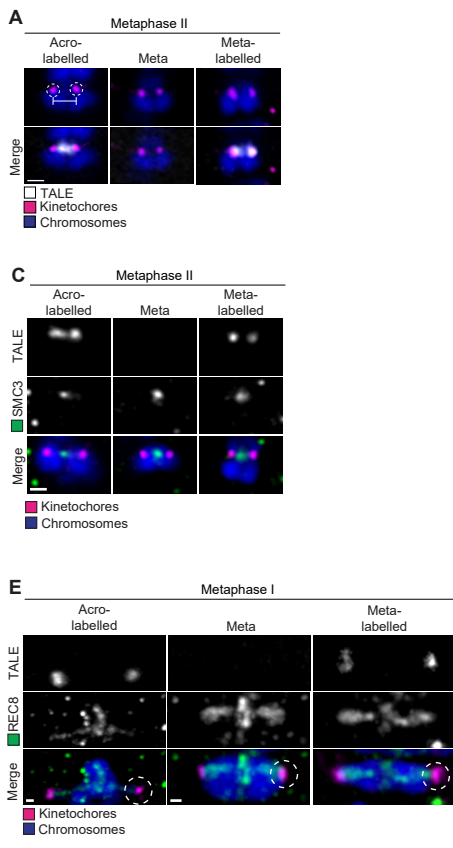 A
Metaphase II
Acro-
labelled
Meta
Meta-
labelled
Merge
TALE
Kinetochores
Chromosomes
C
Metaphase II
Acro-
labelled
Meta
Meta-
labelled
TALE
SMC3
Merge
Kinetochores
Chromosomes
E
Metaphase I
Acro-
labelled
Meta
Meta-
labelled
TALE
REC8
Merge
Kinetochores
Chromosomes